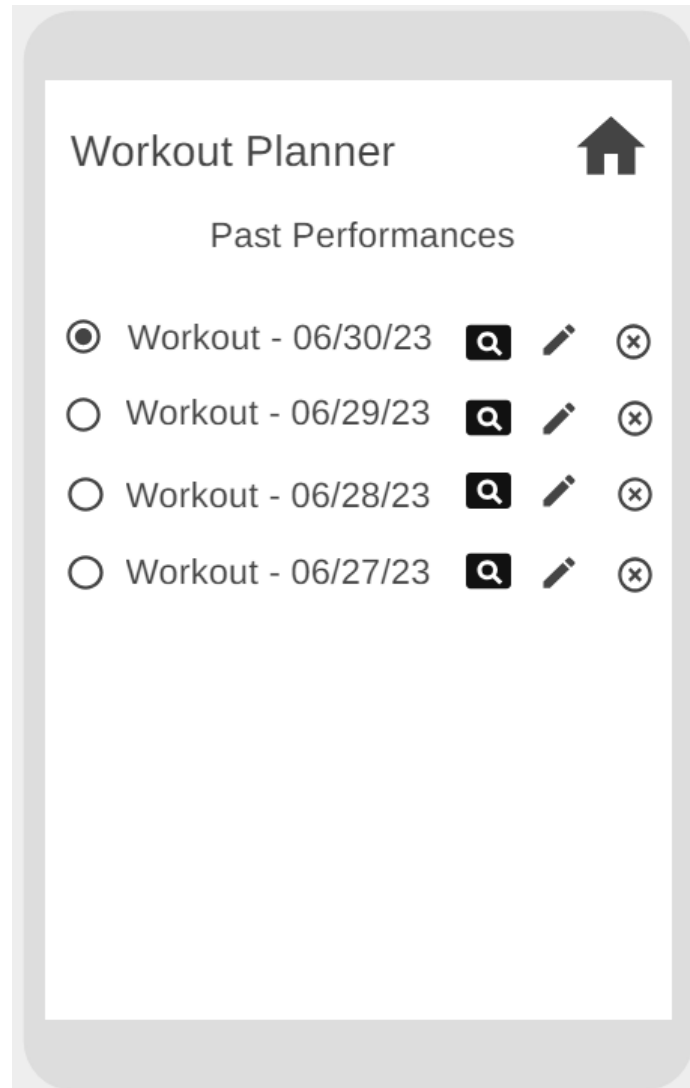 Workout Planner
Past Performances
Workout - 06/30/23
Workout - 06/29/23
Workout - 06/28/23
Workout - 06/27/23